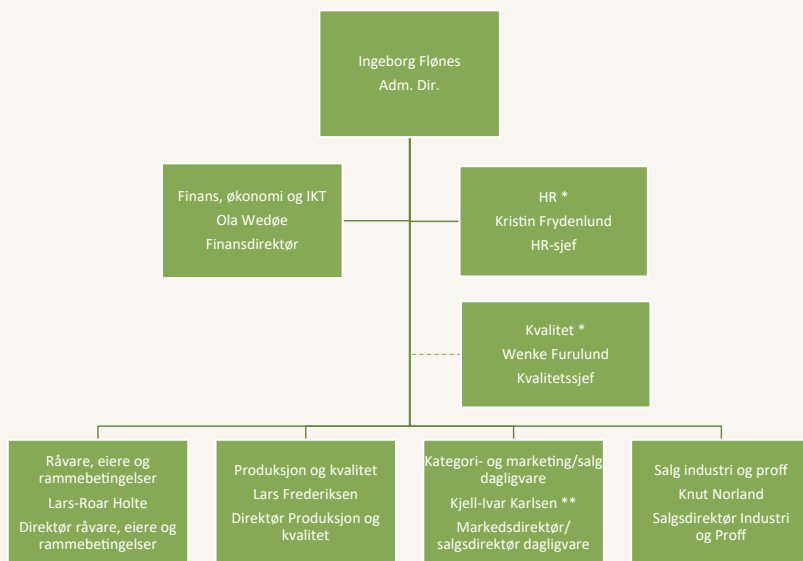 Ingeborg Flønes
Adm. Dir.
Finans, økonomi og IKT
Ola Wedøe
Finansdirektør
HR *
Kristin Frydenlund
HR-sjef
Kvalitet *
Wenke Furulund
Kvalitetssjef
Råvare, eiere og
rammebetingelser
Lars-Roar Holte
Direktør råvare, eiere og
rammebetingelser
Produksjon og kvalitet
Lars Frederiksen
Direktør Produksjon og
kvalitet
Kategori- og marketing/salg
dagligvare
Kjell-Ivar Karlsen **
Markedsdirektør/
salgsdirektør dagligvare
Salg industri og proff
Knut Norland
Salgsdirektør Industri
og Proff